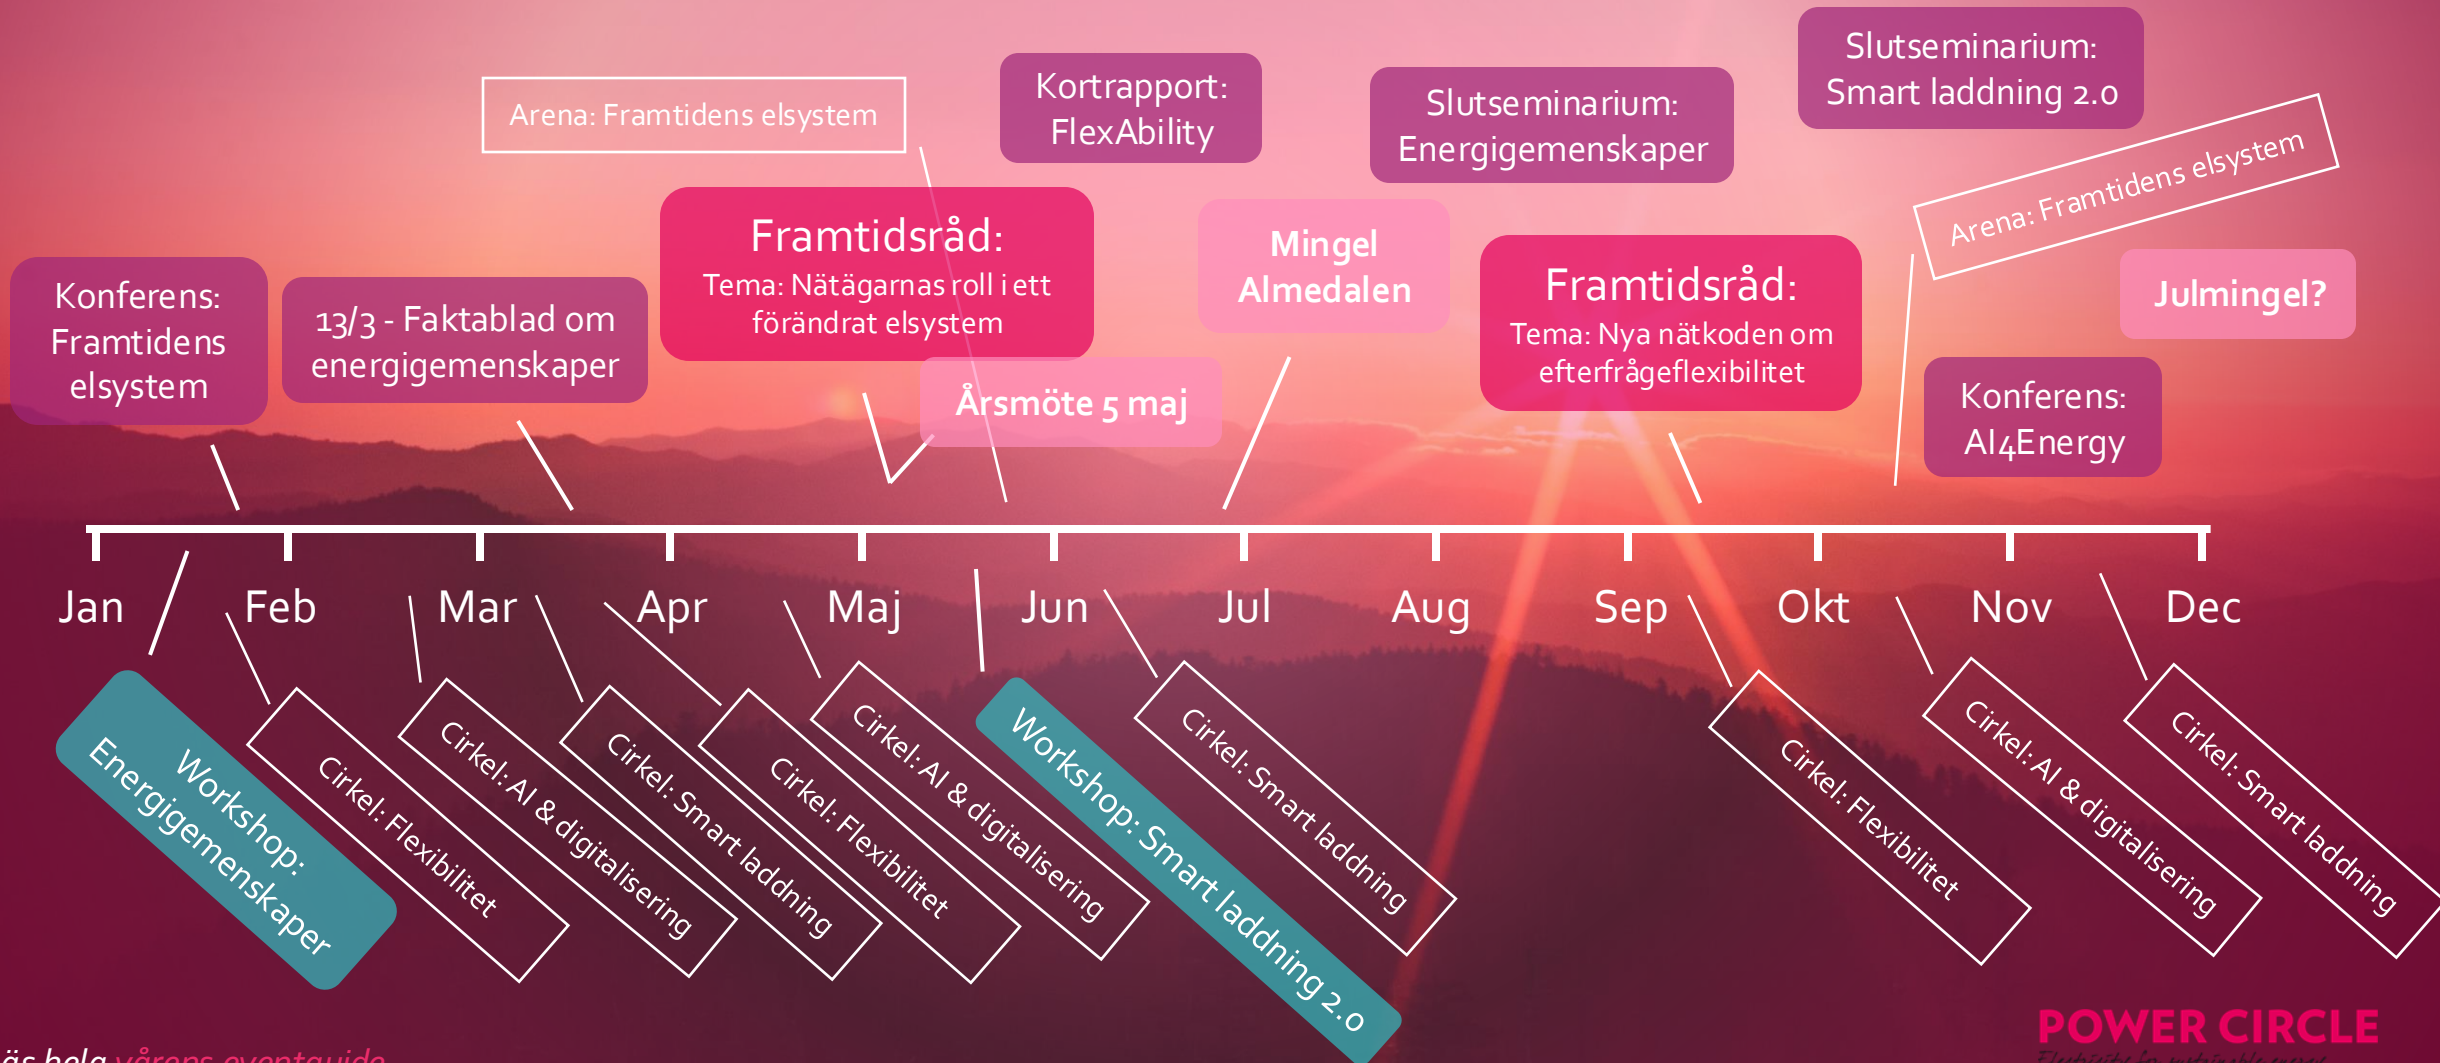 Slutseminarium:
Smart laddning 2.0
Kortrapport:
FlexAbility
Slutseminarium:
Energigemenskaper
Arena: Framtidens elsystem
Arena: Framtidens elsystem
Framtidsråd:
Tema: Nätägarnas roll i ett
förändrat elsystem
Mingel
Almedalen
Framtidsråd:
Tema: Nya nätkoden om
efterfrågeflexibilitet
Julmingel?
Konferens:
Framtidens
elsystem
13/3 - Faktablad om
energigemenskaper
Årsmöte 5 maj
Konferens:
AI4Energy
Jan
Feb
Mar
Apr
Maj
Jun
Jul
Aug
Sep
Okt
Nov
Dec
Workshop:
Energigemenskaper
Cirkel: Flexibilitet
Cirkel: AI & digitalisering
Cirkel: Smart laddning
Cirkel: Flexibilitet
Cirkel: AI & digitalisering
Workshop: Smart laddning 2.0
Cirkel: Smart laddning
Cirkel: Flexibilitet
Cirkel: AI & digitalisering
Cirkel: Smart laddning
POWER CIRCLE
hela vårens eventguide